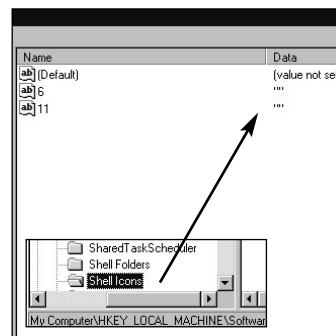 Name Data
(Default) (value not se
6 ""
11 ""
SharedTaskScheduler
Shell Folders
Shell Icons
My Computer\HKEY_LOCAL_MACHINE\Softwar